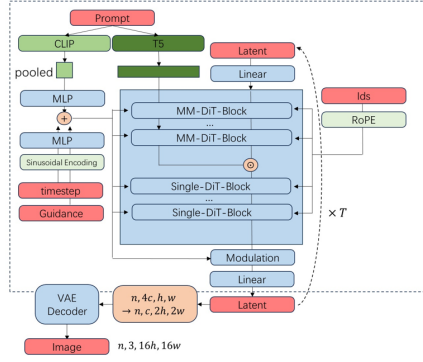 Prompt
CLIP
T5
Latent
pooled
Linear
MLP
MM-DiT-Block
...
MM-DiT-Block
...
Ids
RoPE
+
MLP
Sinusoidal Encoding
timestep
Guidance
Single-DiT-Block
...
Single-DiT-Block
× T
Modulation
Linear
Latent
VAE
Decoder
n, 4c, h, w
→ n, c, 2h, 2w
Image
n, 3, 16h, 16w